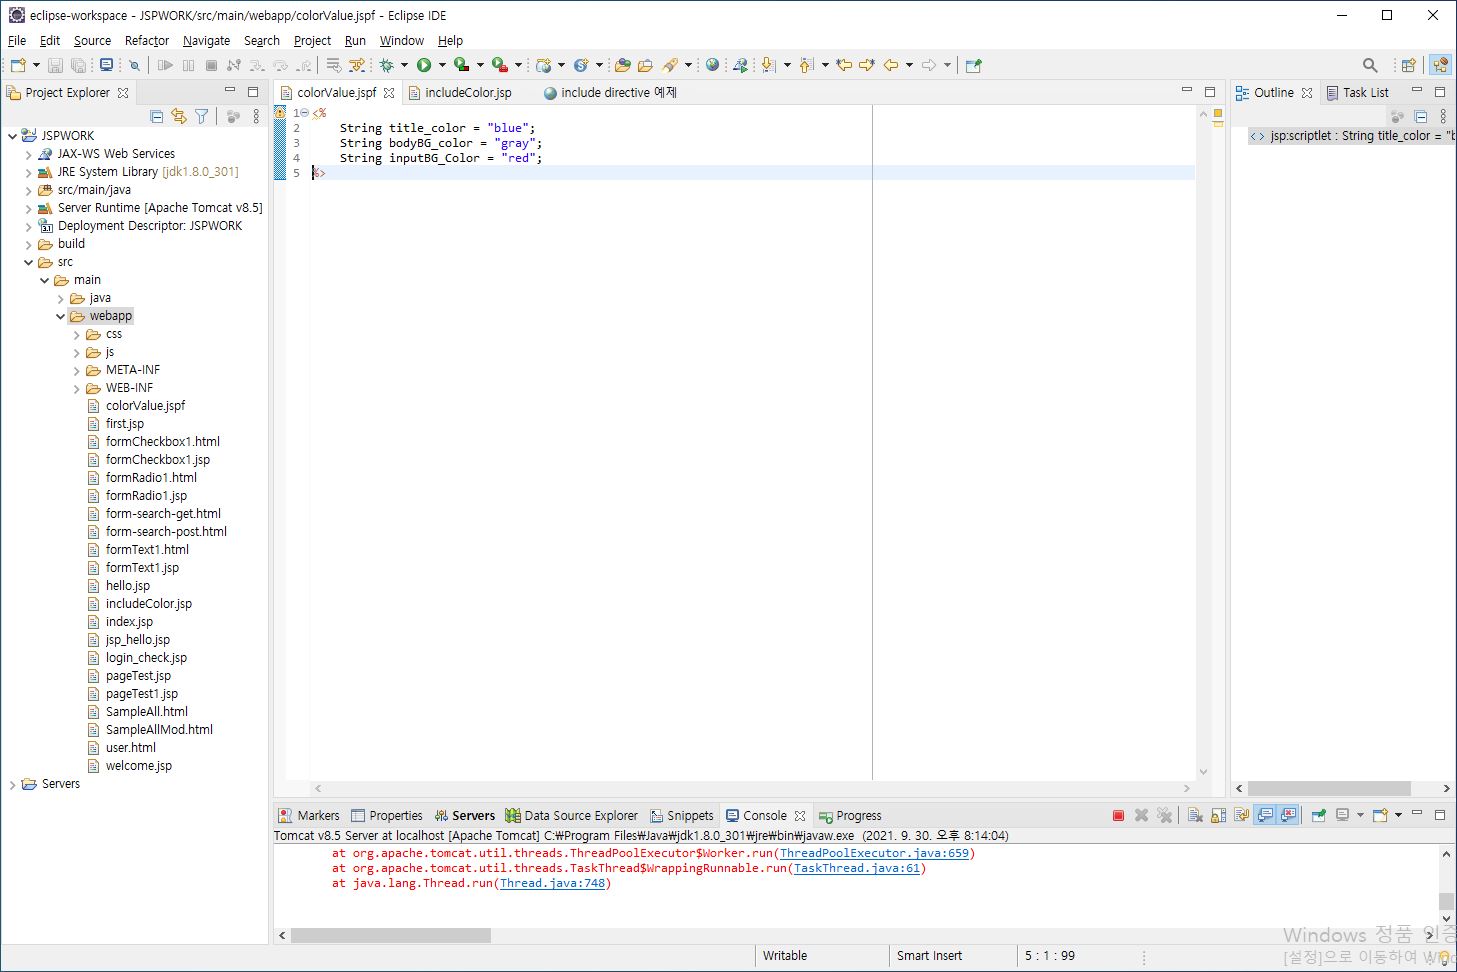 eclipse-workspace - JSPWORK/src/main/webapp/colorValue.jspf - Eclipse IDE
File Edit Source Refactor Navigate Search Project Run Window Help
Project Explorer
JSPWORK
JAX-WS Web Services
JRE System Library [jdk1.8.0_301]
src/main/java
Server Runtime [Apache Tomcat v8.5]
Deployment Descriptor: JSPWORK
build
src
main
java
webapp
css
js
META-INF
WEB-INF
colorValue.jspf
first.jsp
formCheckbox1.html
formCheckbox1.jsp
formRadio1.html
formRadio1.jsp
form-search-get.html
form-search-post.html
formText1.html
formText1.jsp
hello.jsp
includeColor.jsp
index.jsp
jsp_hello.jsp
login_check.jsp
pageTest.jsp
pageTest1.jsp
SampleAll.html
SampleAllMod.html
user.html
welcome.jsp
Servers
colorValue.jspf includeColor.jsp include directive 예제
1 <%
2 String title_color = "blue";
3 String bodyBG_color = "gray";
4 String inputBG_Color = "red";
5 %>
Outline Task List
jsp:scriptlet : String title_color = "b
Markers Properties Servers Data Source Explorer Snippets Console Progress
Tomcat v8.5 Server at localhost [Apache Tomcat] C:₩Program Files₩Java₩jdk1.8.0_301₩jre₩bin₩javaw.exe (2021. 9. 30. 오후 8:14:04)
at org.apache.tomcat.util.threads.ThreadPoolExecutor$Worker.run(ThreadPoolExecutor.java:659)
at org.apache.tomcat.util.threads.TaskThread$WrappingRunnable.run(TaskThread.java:61)
at java.lang.Thread.run(Thread.java:748)
Windows 정품 인증
[설정]으로 이동하여 Win
Writable Smart Insert 5 : 1 : 99